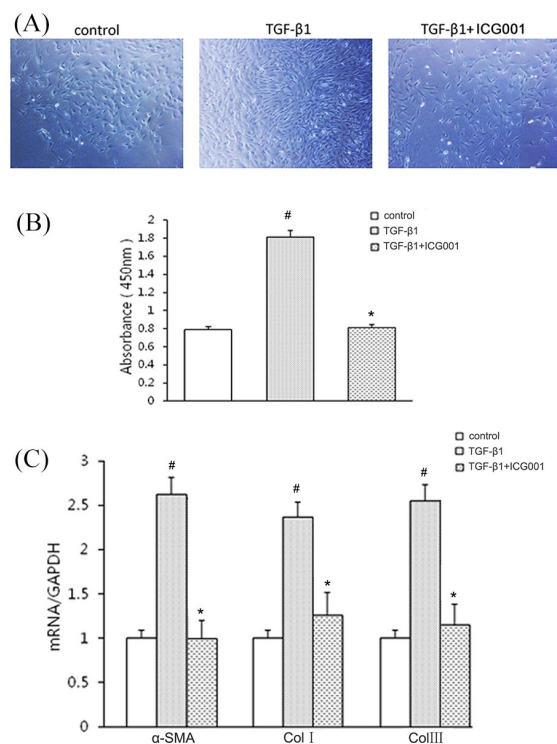 (A)
control
TGF-β1
TGF-β1+ICG001
(B)
Absorbance ( 450nm )
2
1.8
1.6
1.4
1.2
1
0.8
0.6
0.4
0.2
0
#
*
control
TGF-β1
TGF-β1+ICG001
(C)
mRNA/GAPDH
3
2.5
2
1.5
1
0.5
0
#
*
#
*
#
*
control
TGF-β1
TGF-β1+ICG001
α-SMA
Col Ⅰ
ColⅢ